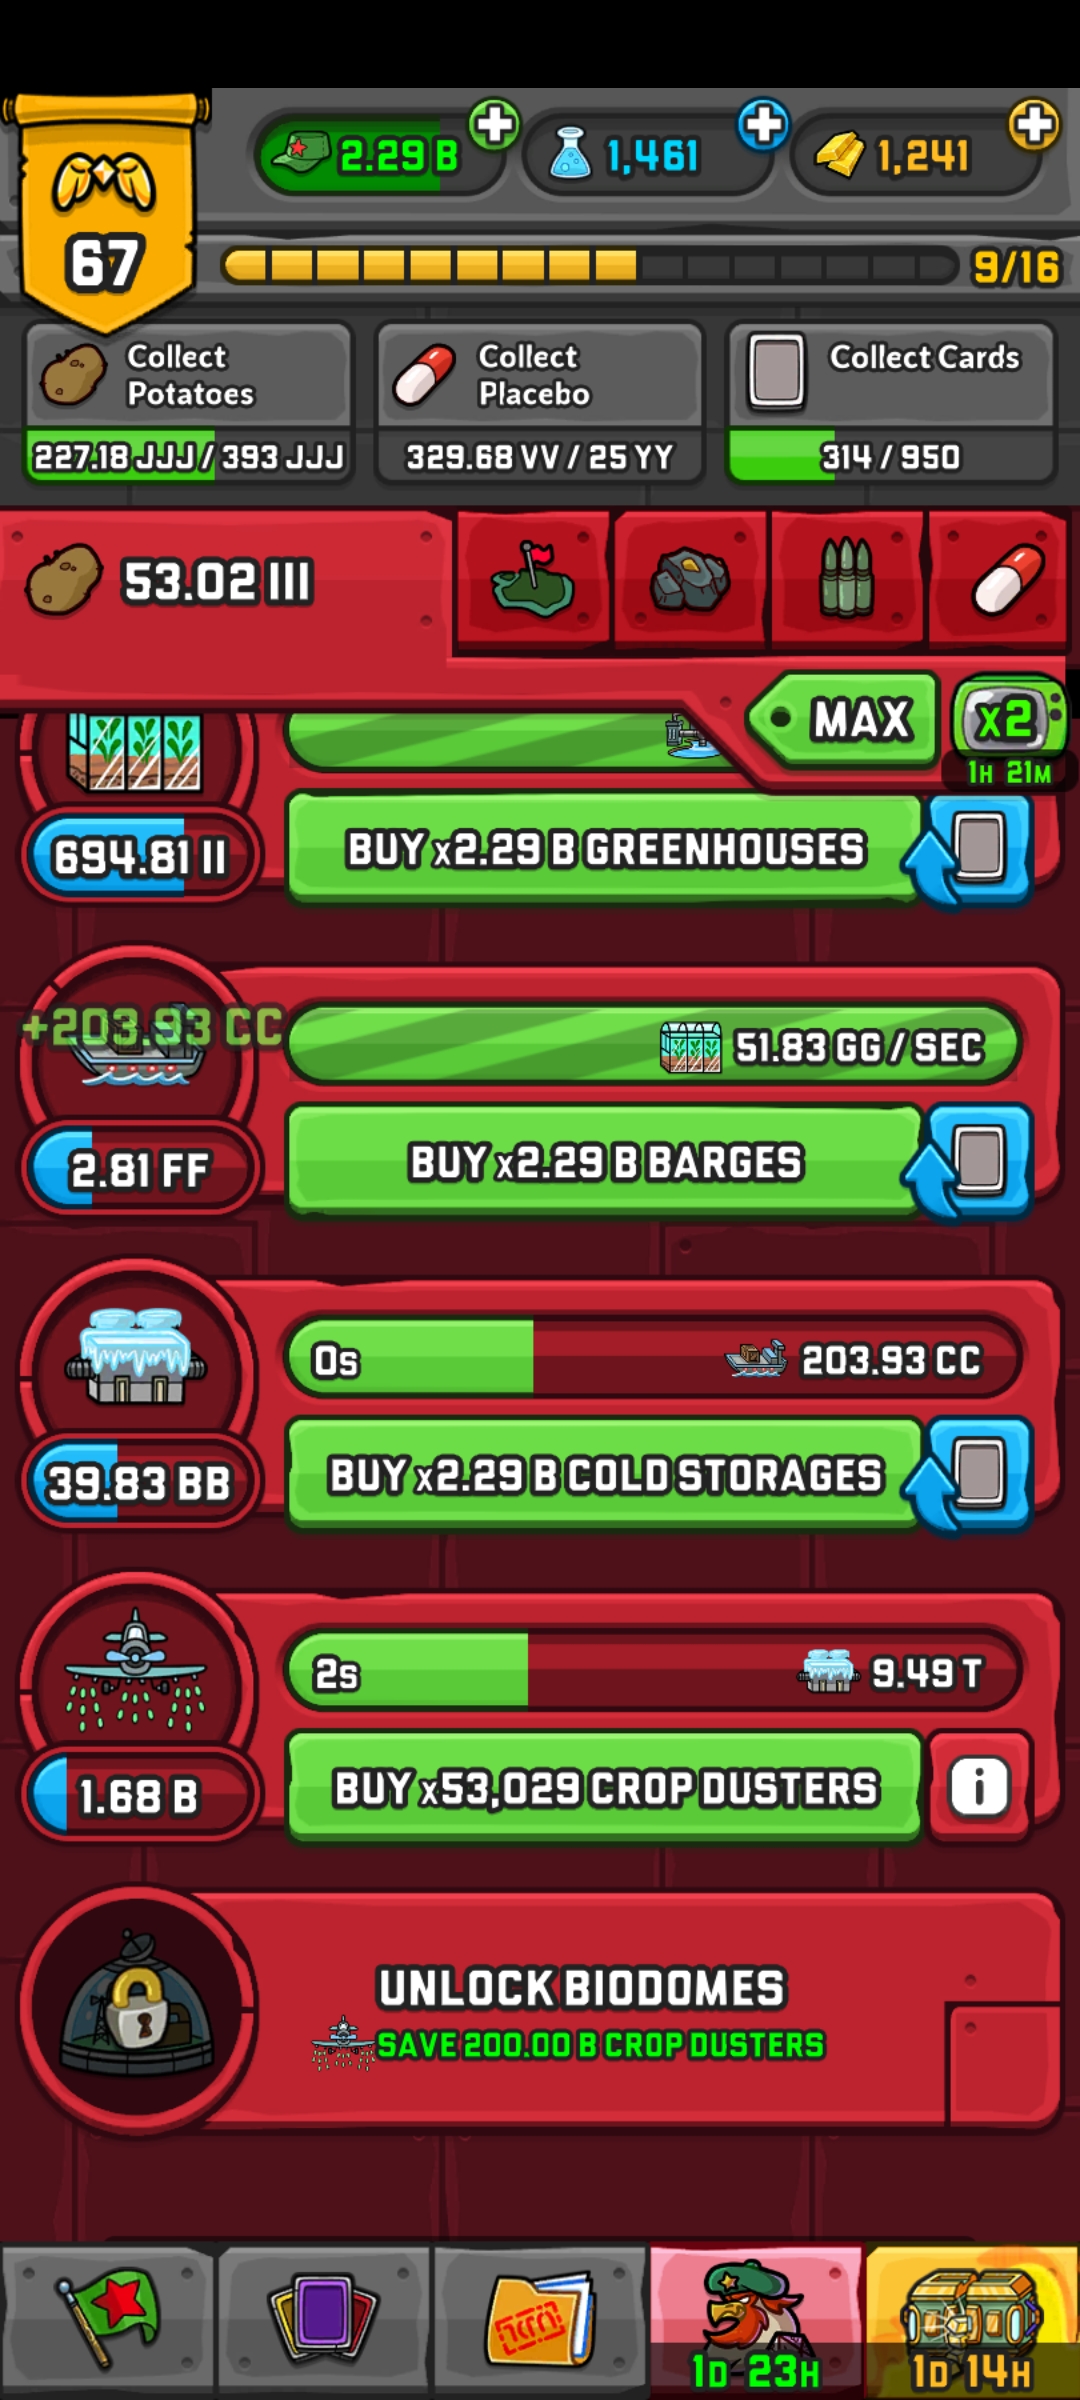 67
2.29 B
1,461
1,241
9/16
Collect
Potatoes
227.18 JJJ / 393 JJJ
Collect
Placebo
329.68 VV / 25 YY
Collect Cards
314 / 950
53.02 III
MAX
x2
1H 21M
694.81 II
BUY x2.29 B GREENHOUSES
+203.93 CC
51.83 GG / SEC
2.81 FF
BUY x2.29 B BARGES
0s
203.93 CC
39.83 BB
BUY x2.29 B COLD STORAGES
2s
9.49 T
1.68 B
BUY x53,029 CROP DUSTERS
i
UNLOCK BIODOMES
SAVE 200.00 B CROP DUSTERS
1D 23H
1D 14H